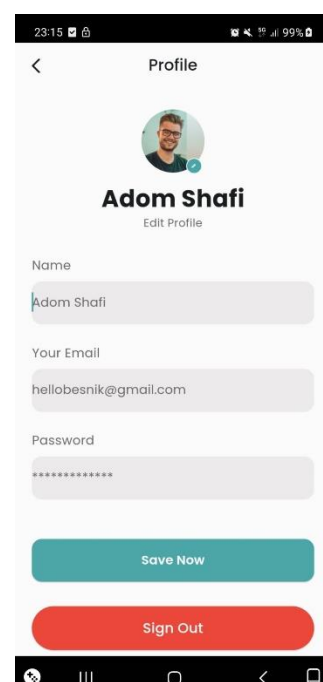 23:15
5G 99%
Profile
Adom Shafi
Edit Profile
Name
Adom Shafi
Your Email
hellobesnik@gmail.com
Password
*************
Save Now
Sign Out